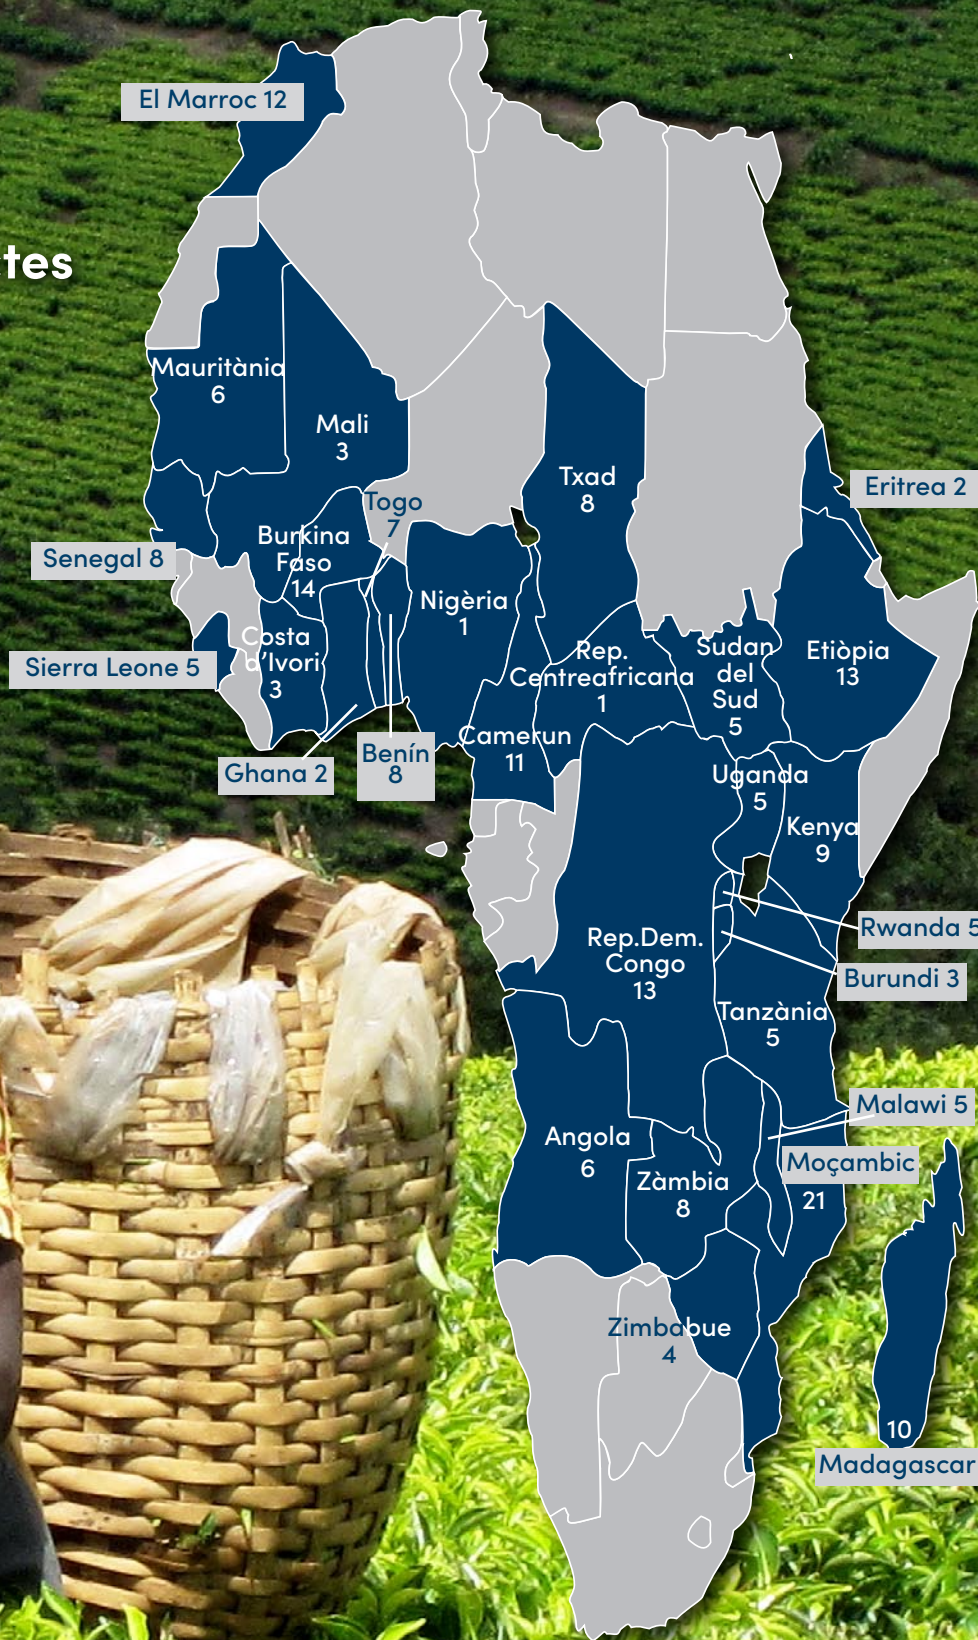 El Marroc 12
Mauritània
6
Mali
3
Txad
8
Eritrea 2
Togo
7
Burkina
Faso
14
Senegal 8
Nigèria
1
Costa
d'Ivori
3
Sierra Leone 5
Rep.
Centreafricana
1
Sudan
del
Sud
5
Etiòpia
13
Camerun
11
Benín
8
Ghana 2
Uganda
5
Kenya
9
Rwanda 5
Rep.Dem.
Congo
13
Burundi 3
Tanzània
5
Malawi 5
Angola
6
Moçambic
21
Zàmbia
8
Zimbabue
4
10
Madagascar